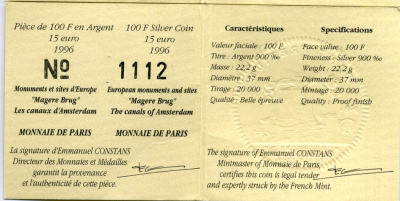 Pièce de 100 F en Argent
15 euro
1996
100 F Silver Coin
15 euro
1996
No 1112
Monuments et sites d'Europe
"Magere Brug"
Les canaux d'Amsterdam
European monuments and sites
"Magere Brug"
The canals of Amsterdam
MONNAIE DE PARIS
MONNAIE DE PARIS
La signature d'Emmanuel CONSTANS
Directeur des Monnaies et Médailles
garantit la provenance
et l'authenticité de cette pièce.
Caractéristiques
Valeur faciale : 100 F
Titre : Argent 900 ‰
Masse : 22,2 g
Diamètre : 37 mm
Tirage : 20 000
Qualité : Belle épreuve
Specifications
Face value : 100 F
Fineness : Silver 900 ‰
Weight : 22,2 g
Diameter : 37 mm
Mintage : 20 000
Quality : Proof finish
The signature of Emmanuel CONSTANS
Mintmaster of Monnaie de Paris,
certifies this coin is legal tender
and expertly struck by the French Mint.